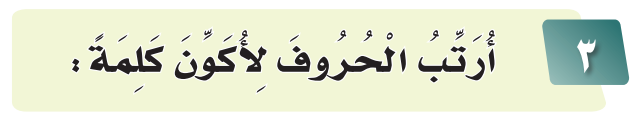 ٣ أُرَتِّبُ الْحُرُوفَ لِأُكَوِّنَ كَلِمَةً :